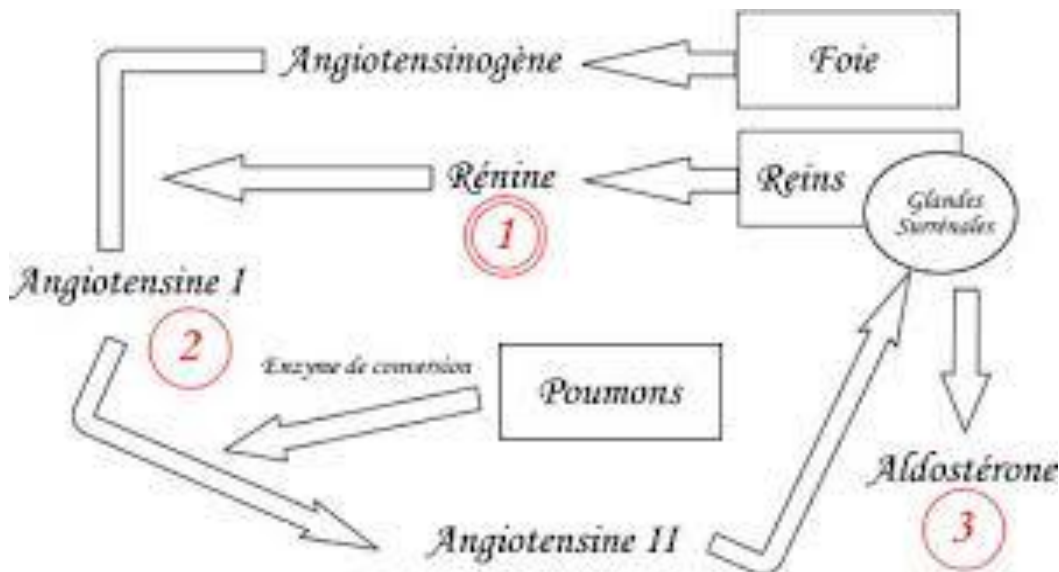 Angiotensinogène
Foie
Rénine
Reins
1
Glandes
Surrénales
Angiotensine I
2
Enzyme de conversion
Poumons
Aldostérone
3
Angiotensine II